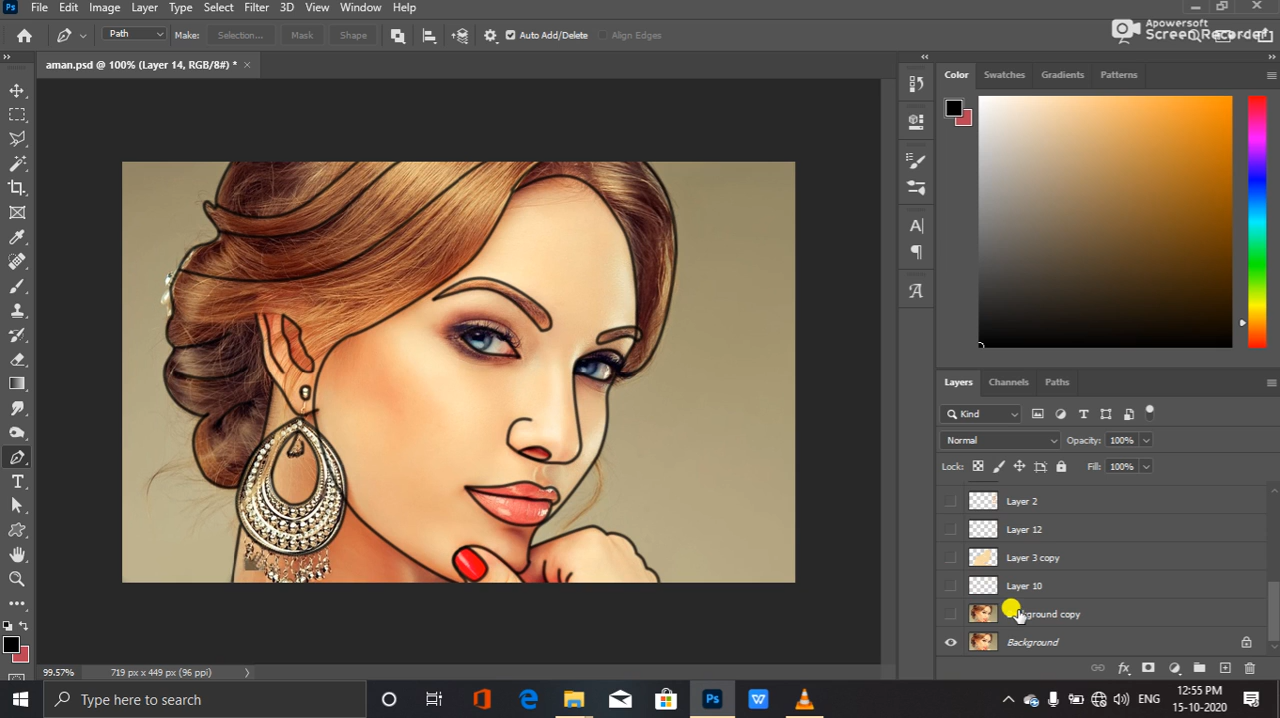 Ps File Edit Image Layer Type Select Filter 3D View Window Help
Apowersoft
Screen Recorder
Path Make: Selection... Mask Shape Auto Add/Delete Align Edges
aman.psd @ 100% (Layer 14, RGB/8#) * ×
Color Swatches Gradients Patterns
Layers Channels Paths
Kind
Normal Opacity: 100%
Lock: Fill: 100%
Layer 2
Layer 12
Layer 3 copy
Layer 10
ground copy
Background
99.57% 719 px x 449 px (96 ppi)
Type here to search
ENG
12:55 PM
15-10-2020